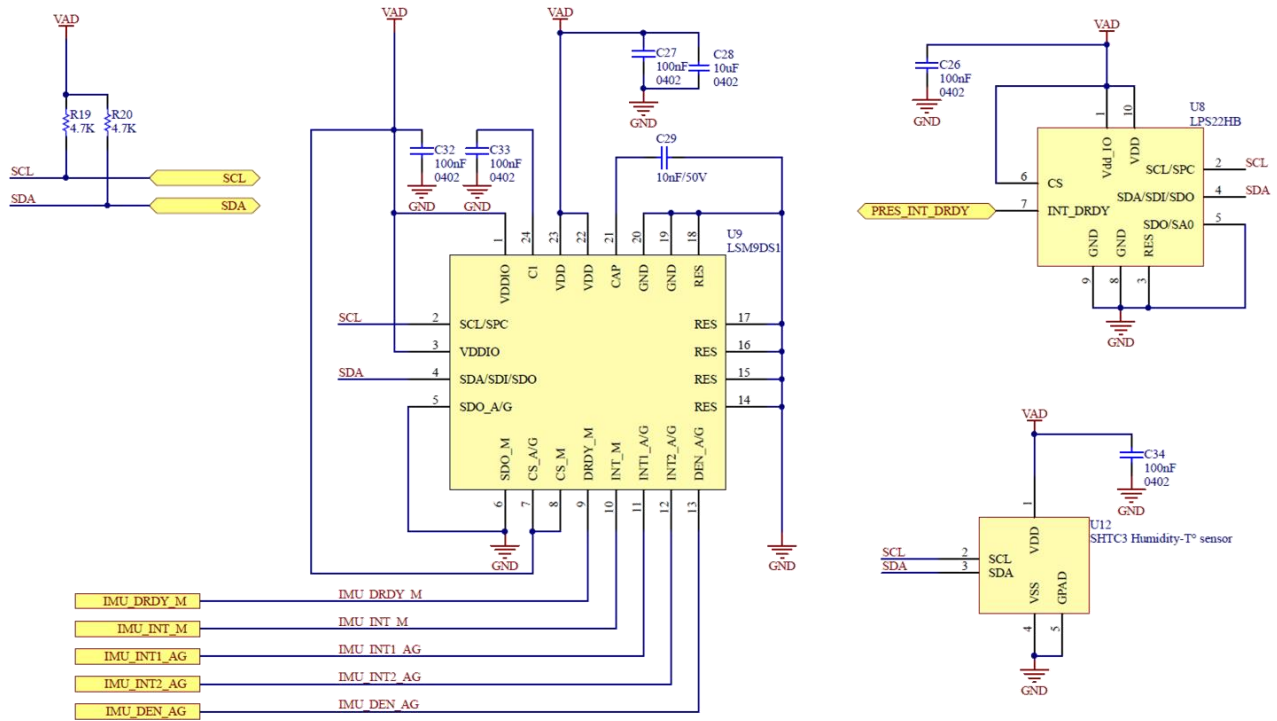 VAD
R19
4.7K
R20
4.7K
SCL
SCL
SDA
SDA
VAD
C32
100nF
0402
GND
C33
100nF
0402
GND
VAD
C27
100nF
0402
C28
10uF
0402
GND
C29
10nF/50V
U9
LSM9DS1
1
24
23
22
21
20
19
18
VDDIO
C1
VDD
VDD
CAP
GND
GND
RES
SCL
2
SCL/SPC
3
VDDIO
SDA
4
SDA/SDI/SDO
5
SDO_A/G
RES
17
RES
16
RES
15
RES
14
SDO_M
CS_A/G
CS_M
DRDY_M
INT_M
INT1_A/G
INT2_A/G
DEN_A/G
6
7
8
9
10
11
12
13
GND
GND
IMU_DRDY_M
IMU_DRDY_M
IMU_INT_M
IMU_INT_M
IMU_INT1_AG
IMU_INT1_AG
IMU_INT2_AG
IMU_INT2_AG
IMU_DEN_AG
IMU_DEN_AG
VAD
C26
100nF
0402
GND
U8
LPS22HB
1
10
Vdd_IO
VDD
6
CS
PRES_INT_DRDY
7
INT_DRDY
SCL/SPC
2
SCL
SDA/SDI/SDO
4
SDA
SDO/SA0
5
GND
GND
RES
9
8
3
GND
VAD
C34
100nF
0402
GND
U12
SHTC3 Humidity-T° sensor
1
VDD
SCL
2
SCL
SDA
3
SDA
VSS
GPAD
4
5
GND